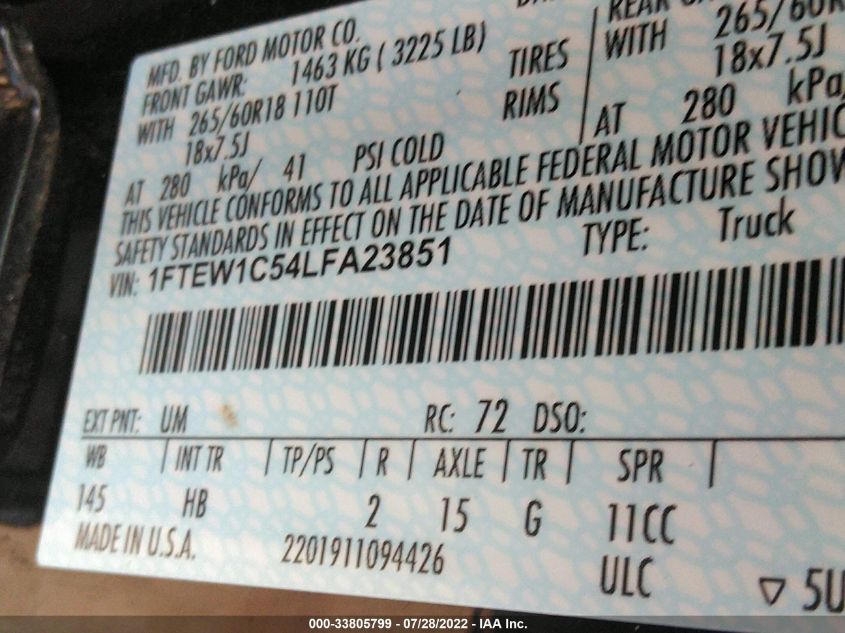 MFD. BY FORD MOTOR CO.
FRONT GAWR: 1463 KG ( 3225 LB)
WITH 265/60R18 110T TIRES
18x7.5J RIMS
AT 280 kPa/ 41 PSI COLD
REAR
WITH 265/60R
18x7.5J
AT 280 kPa/
THIS VEHICLE CONFORMS TO ALL APPLICABLE FEDERAL MOTOR VEHIC
SAFETY STANDARDS IN EFFECT ON THE DATE OF MANUFACTURE SHOW
VIN: 1FTEW1C54LFA23851 TYPE: Truck
EXT PNT: UM RC: 72 DSO:
WB INT TR TP/PS R AXLE TR SPR
145 HB 2 15 G 11CC
MADE IN U.S.A. 2201911094426 ULC 5U
000-33805799 - 07/28/2022 - IAA Inc.